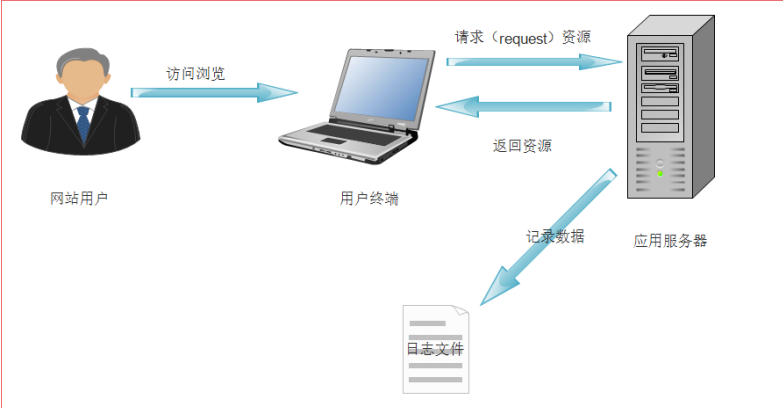 请求（request）资源
访问浏览
返回资源
网站用户
用户终端
记录数据
应用服务器
日志文件